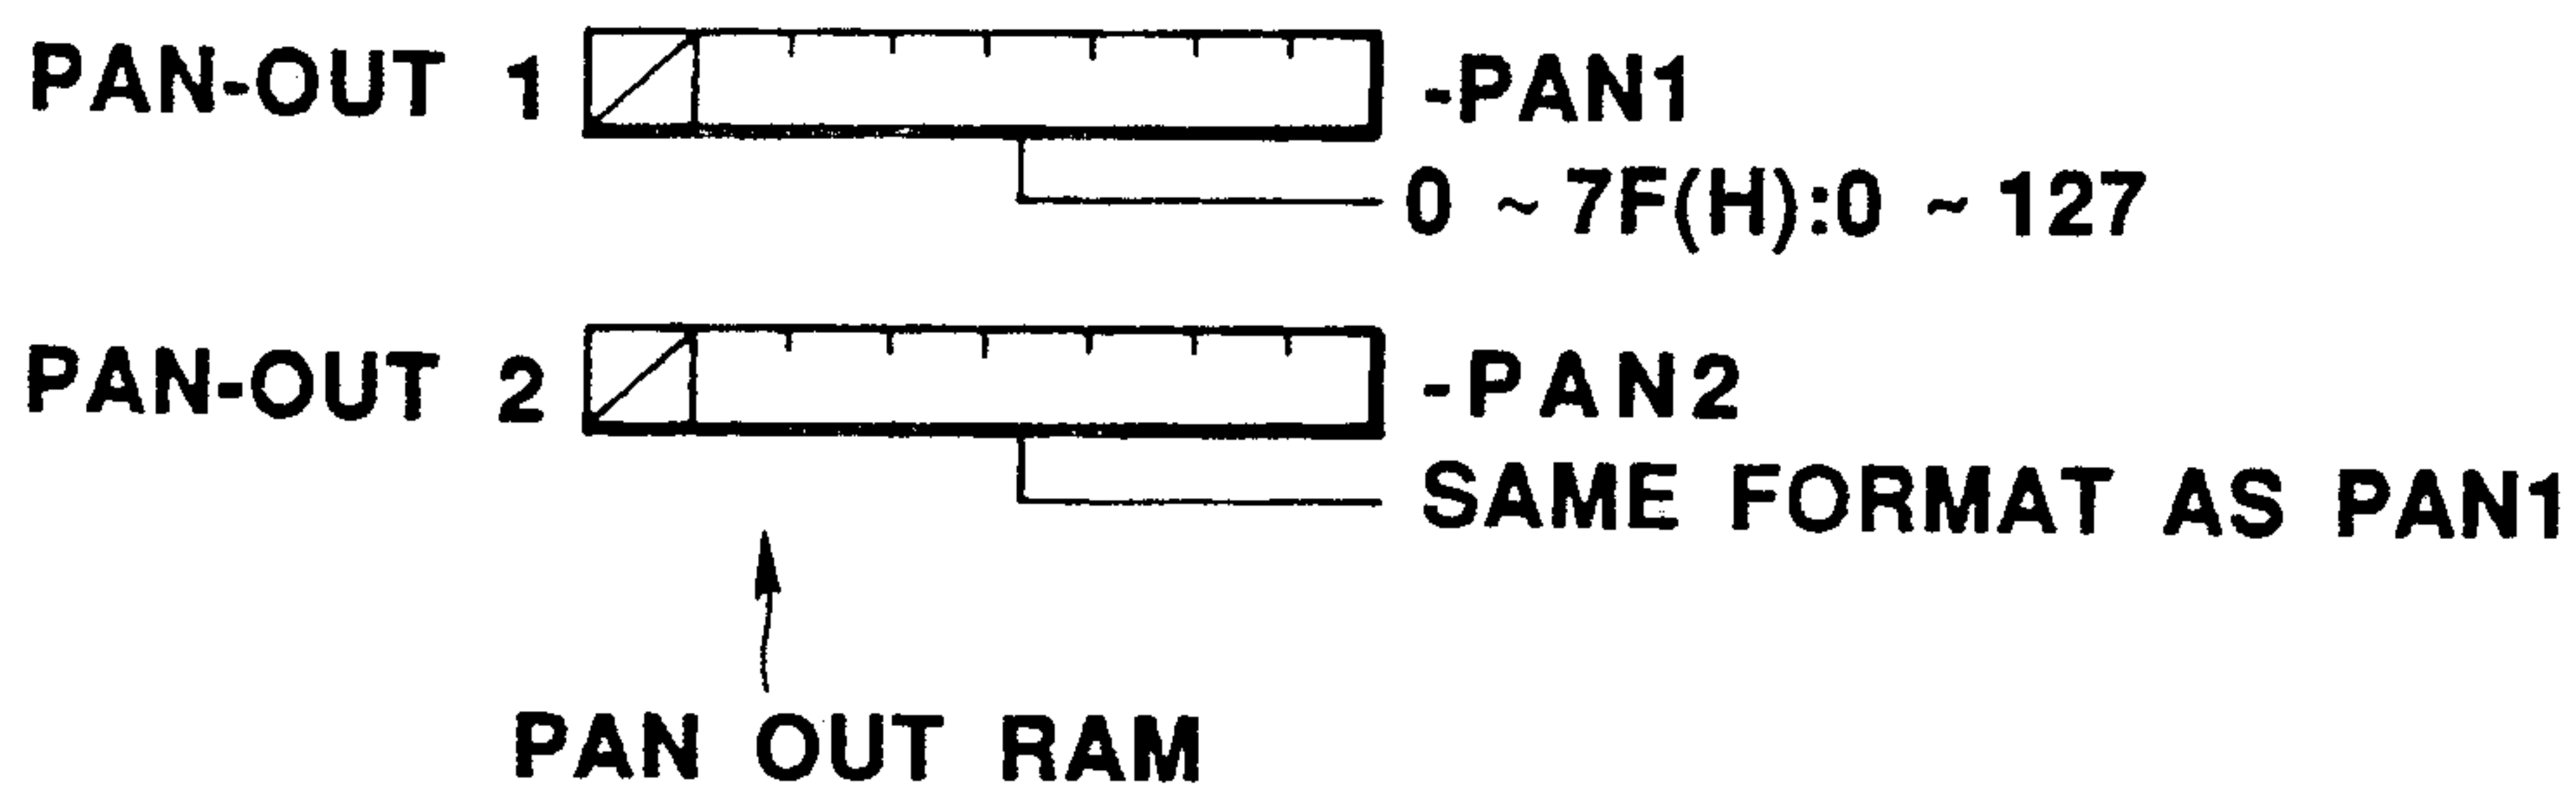 PAN-OUT 1 -PAN1
0 ~ 7F(H):0 ~ 127
PAN-OUT 2 -PAN2
SAME FORMAT AS PAN1
PAN OUT RAM